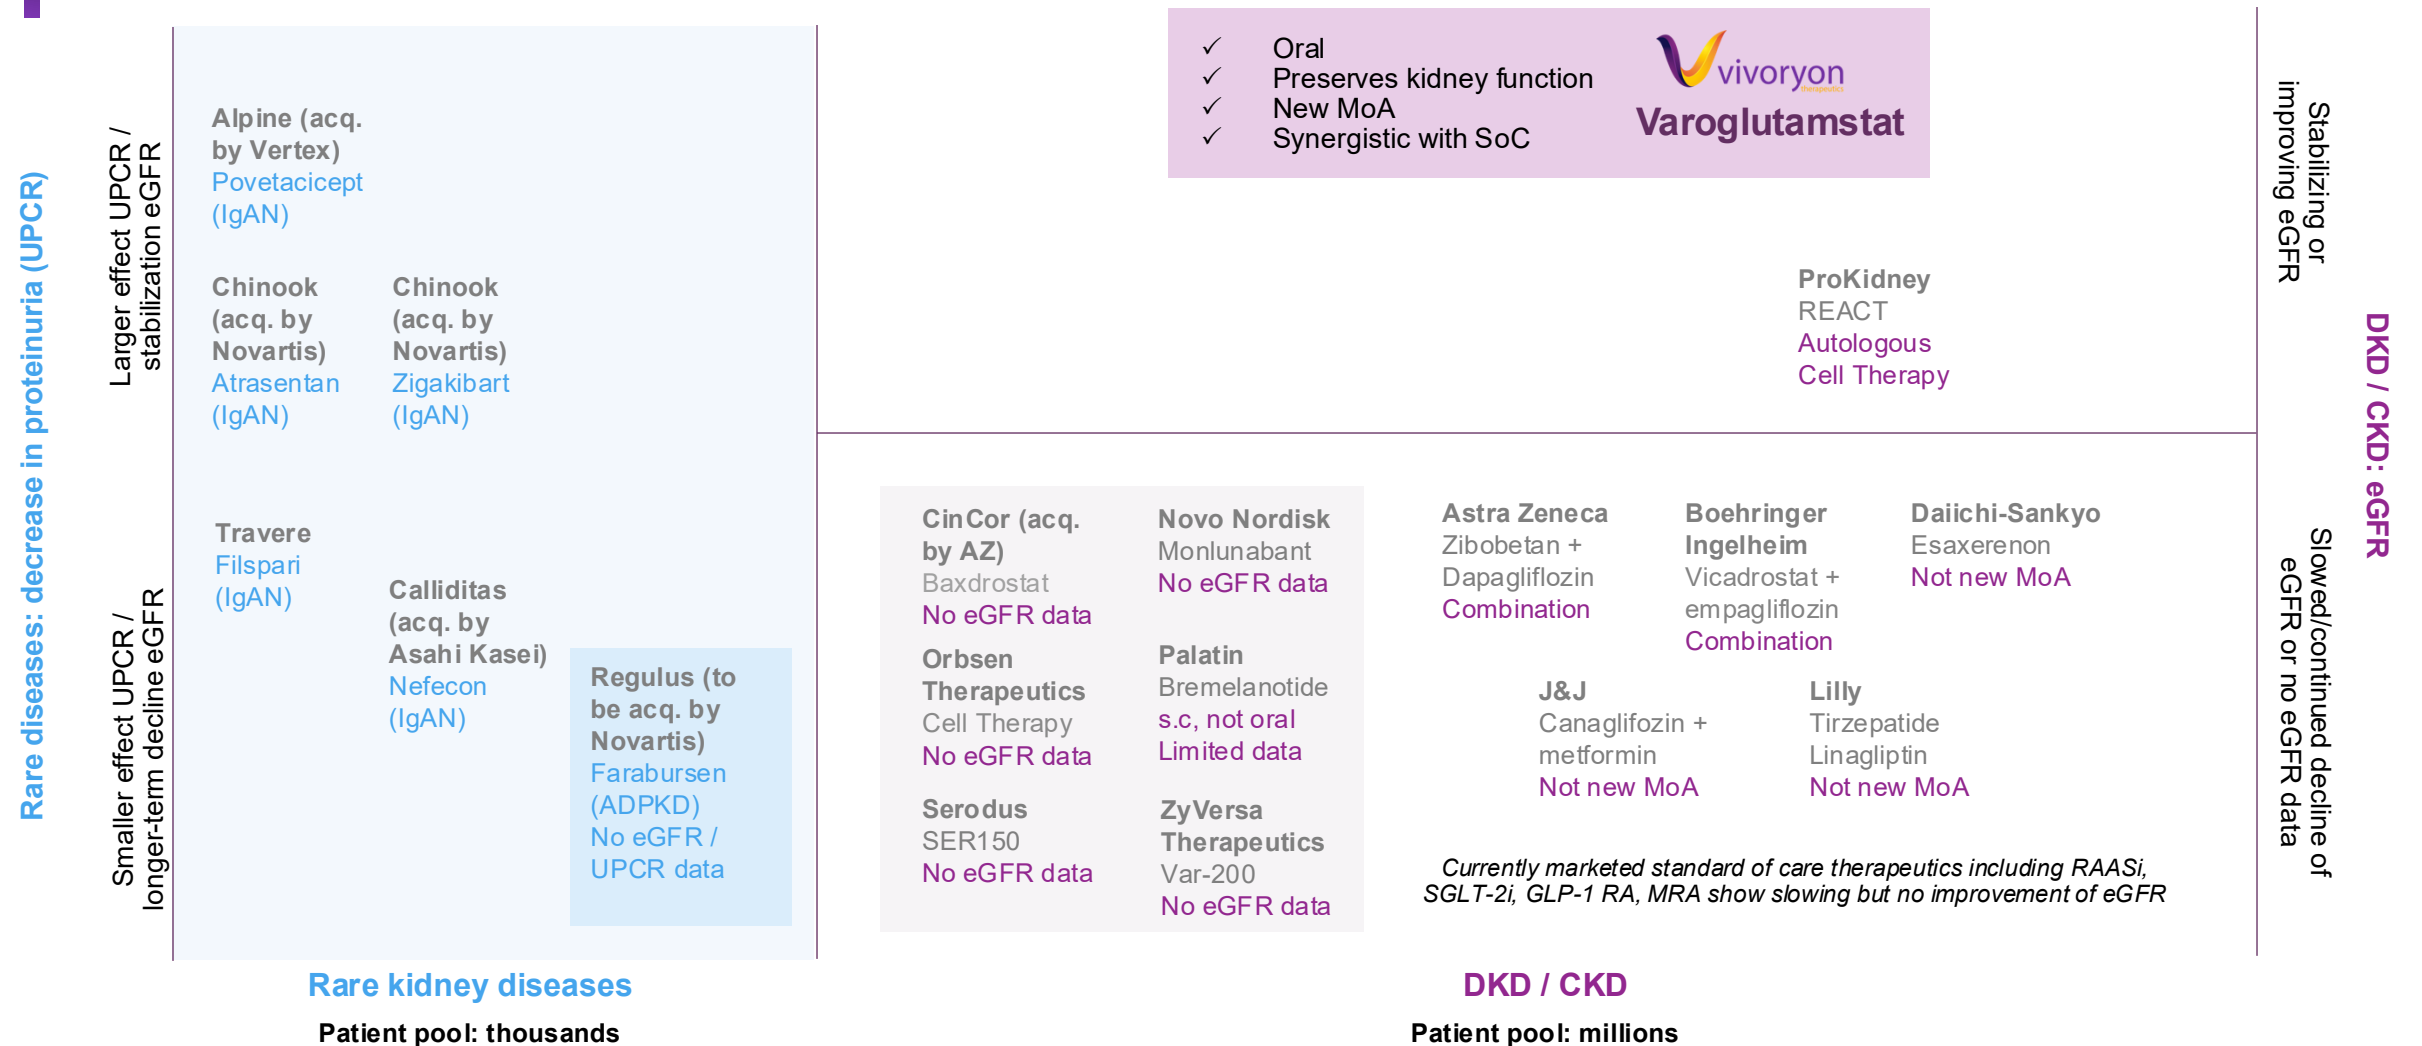 Rare diseases: decrease in proteinuria (UPCR)
Larger effect UPCR /
stabilization eGFR
Smaller effect UPCR /
longer-term decline eGFR
Alpine (acq.
by Vertex)
Povetacicept
(IgAN)
Chinook
(acq. by
Novartis)
Atrasentan
(IgAN)
Chinook
(acq. by
Novartis)
Zigakibart
(IgAN)
Travere
Filspari
(IgAN)
Calliditas
(acq. by
Asahi Kasei)
Nefecon
(IgAN)
Regulus (to
be acq. by
Novartis)
Farabursen
(ADPKD)
No eGFR /
UPCR data
Rare kidney diseases
Patient pool: thousands
✓ Oral
✓ Preserves kidney function
✓ New MoA
✓ Synergistic with SoC
vivoryon
therapeutics
Varoglutamstat
ProKidney
REACT
Autologous
Cell Therapy
CinCor (acq.
by AZ)
Baxdrostat
No eGFR data
Novo Nordisk
Monlunabant
No eGFR data
Orbsen
Therapeutics
Cell Therapy
No eGFR data
Palatin
Bremelanotide
s.c, not oral
Limited data
Serodus
SER150
No eGFR data
ZyVersa
Therapeutics
Var-200
No eGFR data
Astra Zeneca
Zibobetan +
Dapagliflozin
Combination
Boehringer
Ingelheim
Vicadrostat +
empagliflozin
Combination
Daiichi-Sankyo
Esaxerenon
Not new MoA
J&J
Canaglifozin +
metformin
Not new MoA
Lilly
Tirzepatide
Linagliptin
Not new MoA
Currently marketed standard of care therapeutics including RAASi,
SGLT-2i, GLP-1 RA, MRA show slowing but no improvement of eGFR
DKD / CKD
Patient pool: millions
Stabilizing or
improving eGFR
Slowed/continued decline of
eGFR or no eGFR data
DKD / CKD: eGFR